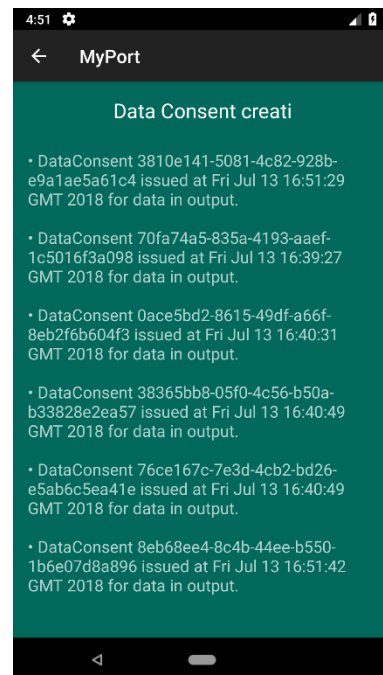 4:51
MyPort
Data Consent creati
• DataConsent 3810e141-5081-4c82-928b-
e9a1ae5a61c4 issued at Fri Jul 13 16:51:29
GMT 2018 for data in output.
• DataConsent 70fa74a5-835a-4193-aaef-
1c5016f3a098 issued at Fri Jul 13 16:39:27
GMT 2018 for data in output.
• DataConsent 0ace5bd2-8615-49df-a66f-
8eb2f6b604f3 issued at Fri Jul 13 16:40:31
GMT 2018 for data in output.
• DataConsent 38365bb8-05f0-4c56-b50a-
b33828e2ea57 issued at Fri Jul 13 16:40:49
GMT 2018 for data in output.
• DataConsent 76ce167c-7e3d-4cb2-bd26-
e5ab6c5ea41e issued at Fri Jul 13 16:40:49
GMT 2018 for data in output.
• DataConsent 8eb68ee4-8c4b-44ee-b550-
1b6e07d8a896 issued at Fri Jul 13 16:51:42
GMT 2018 for data in output.